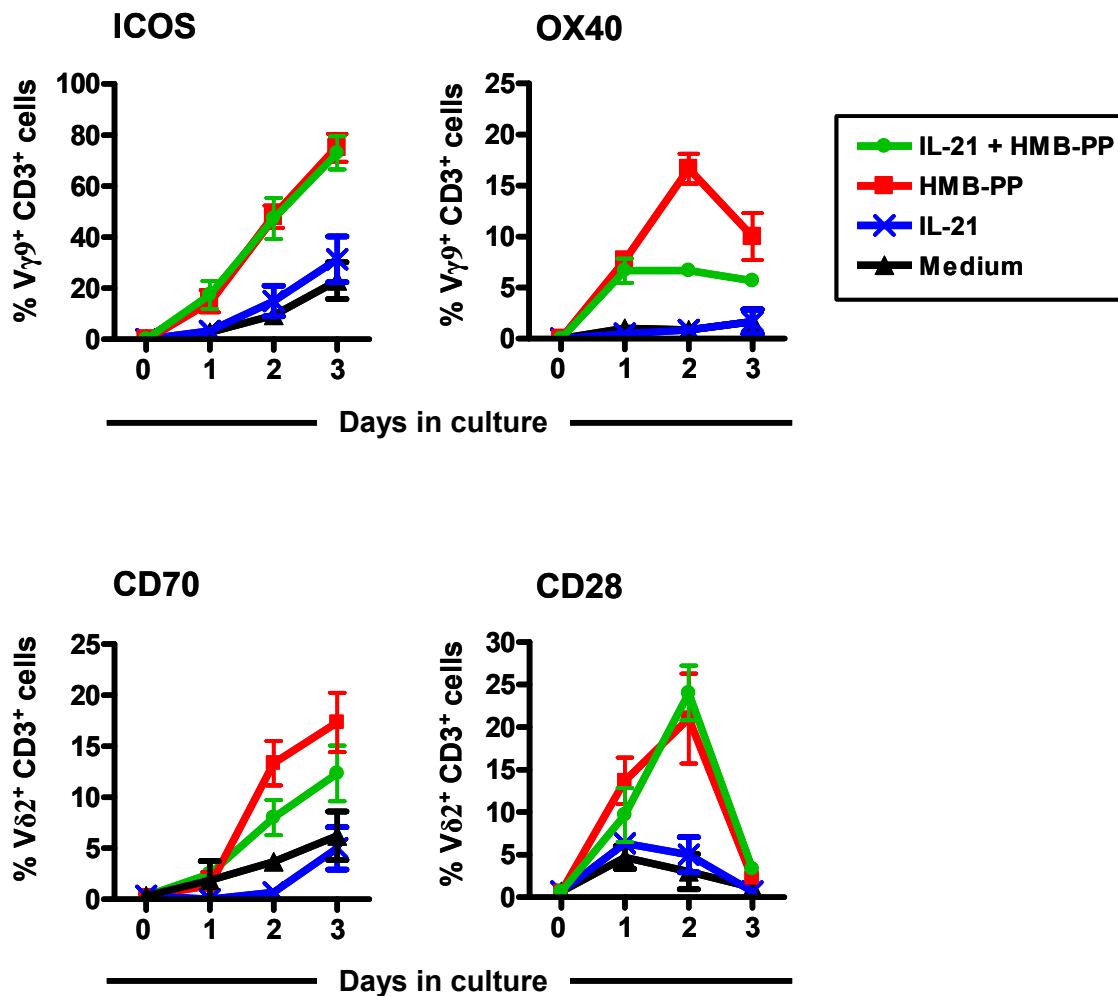 ICOS
% Vγ9⁺ CD3⁺ cells
100
80
60
40
20
0
0 1 2 3
OX40
% Vγ9⁺ CD3⁺ cells
25
20
15
10
5
0
0 1 2 3
Days in culture
IL-21 + HMB-PP
HMB-PP
IL-21
Medium
CD70
% Vδ2⁺ CD3⁺ cells
25
20
15
10
5
0
0 1 2 3
CD28
% Vδ2⁺ CD3⁺ cells
30
25
20
15
10
5
0
0 1 2 3
Days in culture